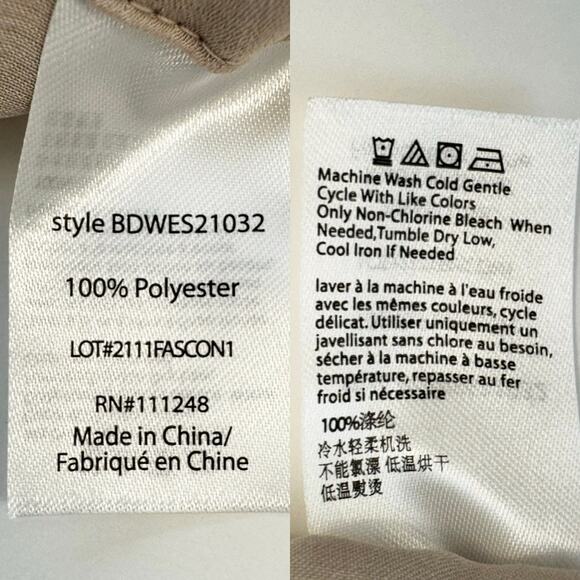 style BDWES21032
100% Polyester
LOT#2111FASCON1
RN#111248
Made in China/
Fabriqué en Chine
Machine Wash Cold Gentle
Cycle With Like Colors
Only Non-Chlorine Bleach When
Needed,Tumble Dry Low,
Cool Iron If Needed
laver à la machine à l'eau froide
avec les mêmes couleurs, cycle
délicat. Utiliser uniquement un
javellisant sans chlore au besoin,
sécher à la machine à basse
température, repasser au fer
froid si nécessaire
100%涤纶
冷水轻柔机洗
不能氯漂 低温烘干
低温熨烫